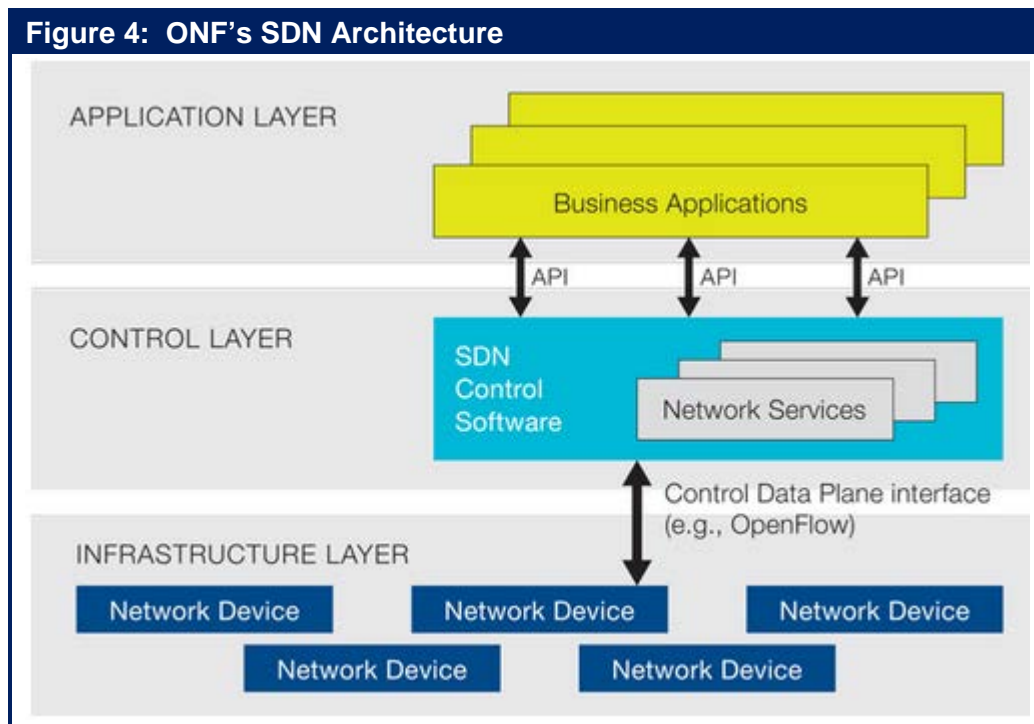 Figure 4: ONF's SDN Architecture
APPLICATION LAYER
Business Applications
API
API
API
CONTROL LAYER
SDN
Control
Software
Network Services
Control Data Plane interface
(e.g., OpenFlow)
INFRASTRUCTURE LAYER
Network Device
Network Device
Network Device
Network Device
Network Device